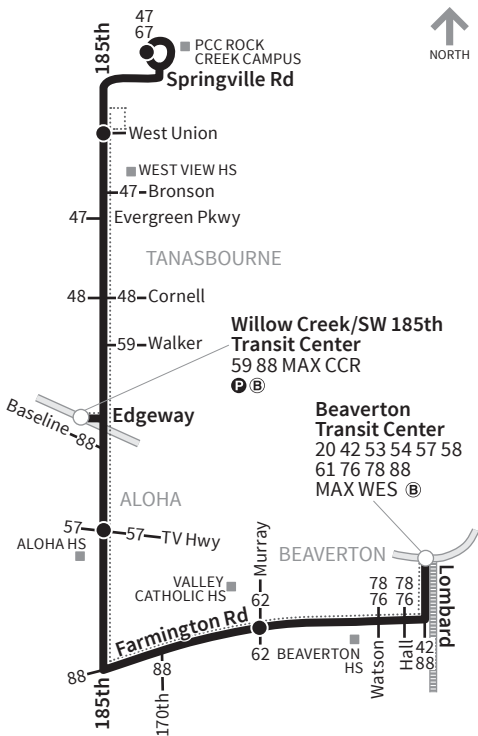 47
67
185th
PCC ROCK
CREEK CAMPUS
NORTH
Springville Rd
West Union
WEST VIEW HS
47 Bronson
47 Evergreen Pkwy
TANASBOURNE
48 48 Cornell
59 Walker
Willow Creek/SW 185th
Transit Center
59 88 MAX CCR
P B
Baseline 88
Edgeway
Beaverton
Transit Center
20 42 53 54 57 58
61 76 78 88
MAX WES B
ALOHA
57 57 TV Hwy
ALOHA HS
Murray
62
BEAVERTON
VALLEY
CATHOLIC HS
78 78
76 76
Lombard
Farmington Rd
62
BEAVERTON
HS
Watson
Hall
42
88
88
185th
88
170th